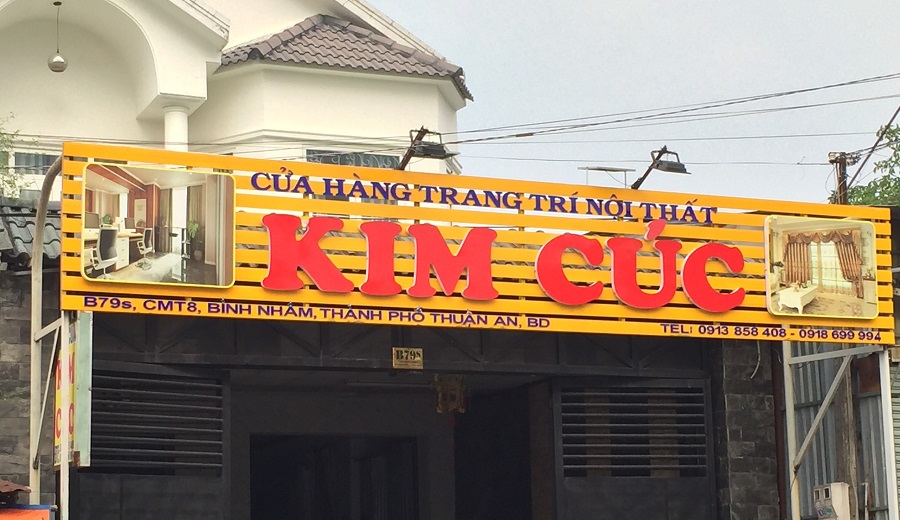 CỬA HÀNG TRANG TRÍ NỘI THẤT
KIM CÚC
B79s, CMT8, BÌNH NHÂM, THÀNH PHỐ THUẬN AN, BD
TEL: 0913 858 408 - 0918 699 994
B79s